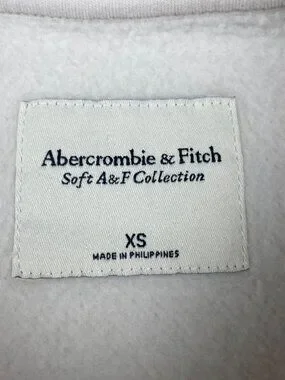 Abercrombie & Fitch
Soft A&F Collection
XS
MADE IN PHILIPPINES